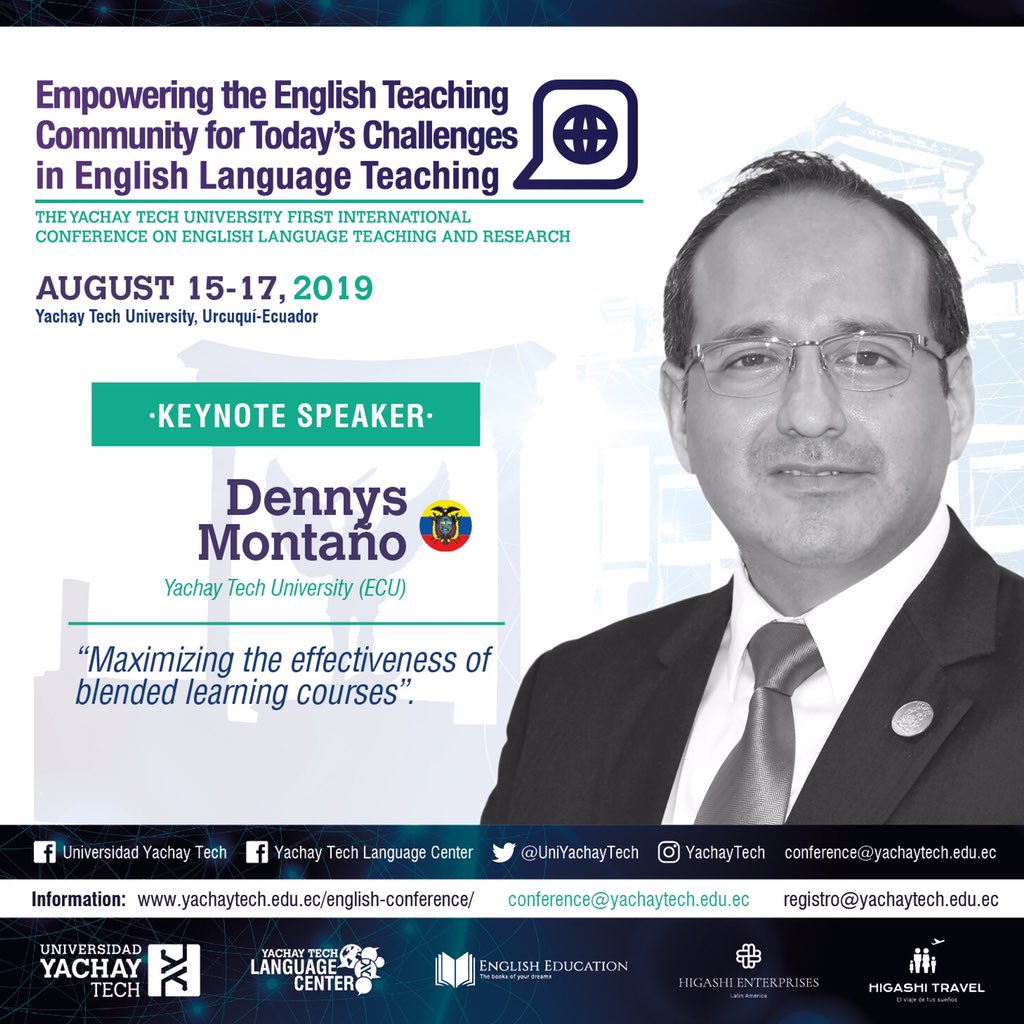 Empowering the English Teaching
Community for Today's Challenges
in English Language Teaching
THE YACHAY TECH UNIVERSITY FIRST INTERNATIONAL
CONFERENCE ON ENGLISH LANGUAGE TEACHING AND RESEARCH
AUGUST 15-17, 2019
Yachay Tech University, Urcuquí-Ecuador
·KEYNOTE SPEAKER·
Dennys
Montaño
Yachay Tech University (ECU)
“Maximizing the effectiveness of
blended learning courses”.
Universidad Yachay Tech Yachay Tech Language Center @UniYachayTech YachayTech conference@yachaytech.edu.ec
Information: www.yachaytech.edu.ec/english-conference/ conference@yachaytech.edu.ec registro@yachaytech.edu.ec
UNIVERSIDAD
YACHAY
TECH
YACHAY TECH
LANGUAGE
CENTER
ENGLISH EDUCATION
The books of your dreams
HIGASHI ENTERPRISES
Latin America
HIGASHI TRAVEL
El viaje de tus sueños